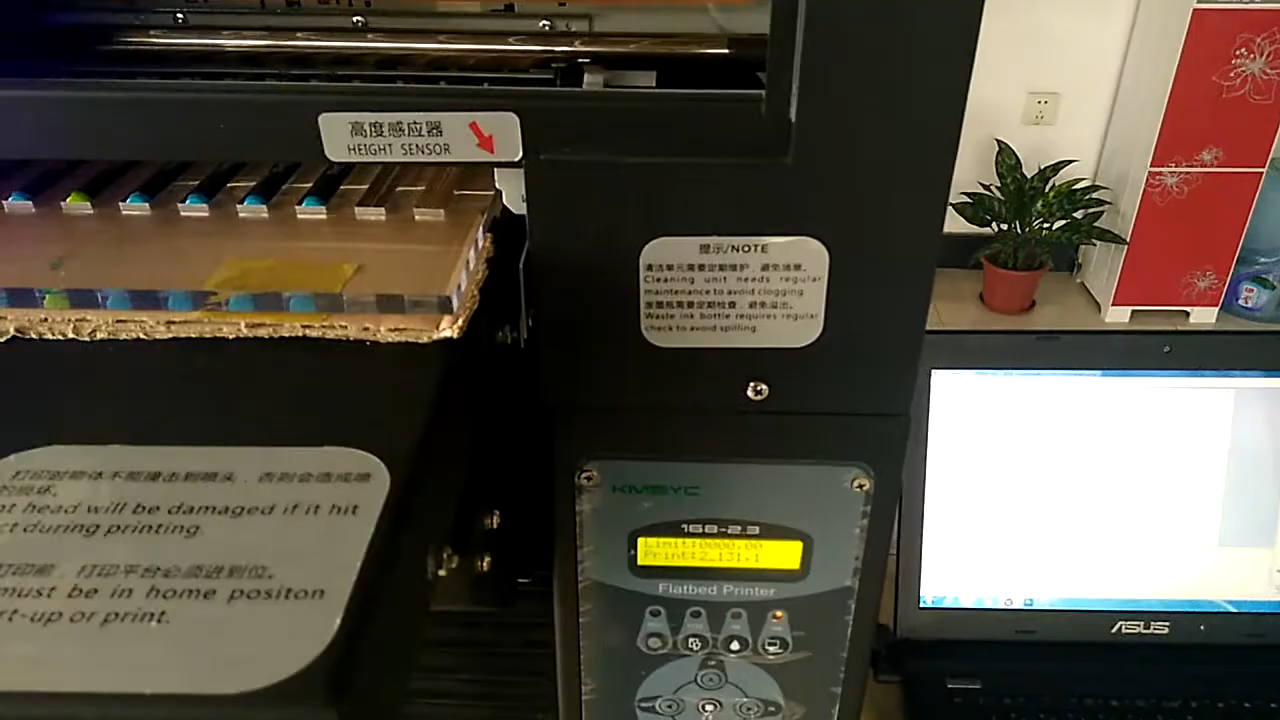 高度感应器
HEIGHT SENSOR
提示/NOTE
清洁单元需要定期维护，避免堵塞。
Cleaning unit needs regular
maintenance to avoid clogging
废墨瓶需要定期检查，避免溢出。
Waste ink bottle requires regular
check to avoid spilling.
打印时物体不能撞击到喷头，否则会造成喷
的损坏。
nt head will be damaged if it hit
ct during printing.
打印前，打印平台必须进到位。
must be in home positon
rt-up or print.
KMBYC
168-2.3
Limit:0000.00
Print:2_131.1
Flatbed Printer
ASUS